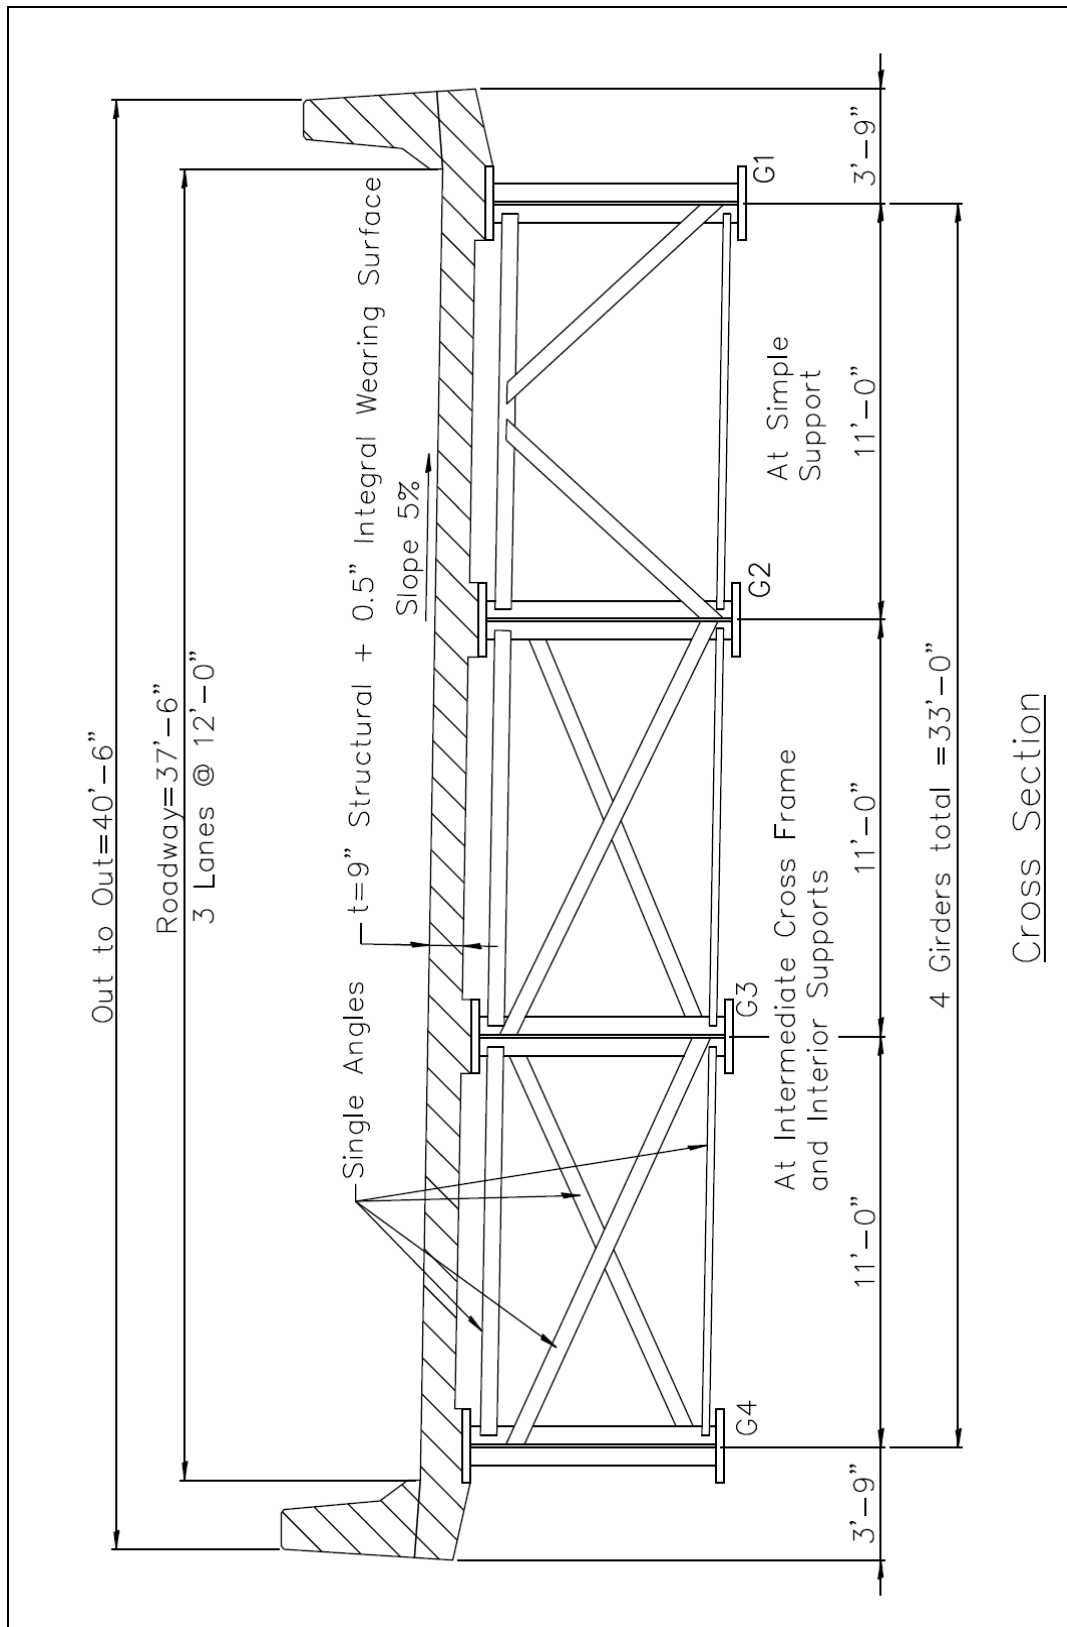 Out to Out=40'-6"
Roadway=37'-6"
3 Lanes @ 12'-0"
Single Angles
t=9" Structural + 0.5" Integral Wearing Surface
Slope 5%
G4
G3
G2
G1
At Intermediate Cross Frame
and Interior Supports
At Simple
Support
3'-9"
11'-0"
11'-0"
11'-0"
3'-9"
4 Girders total =33'-0"
Cross Section